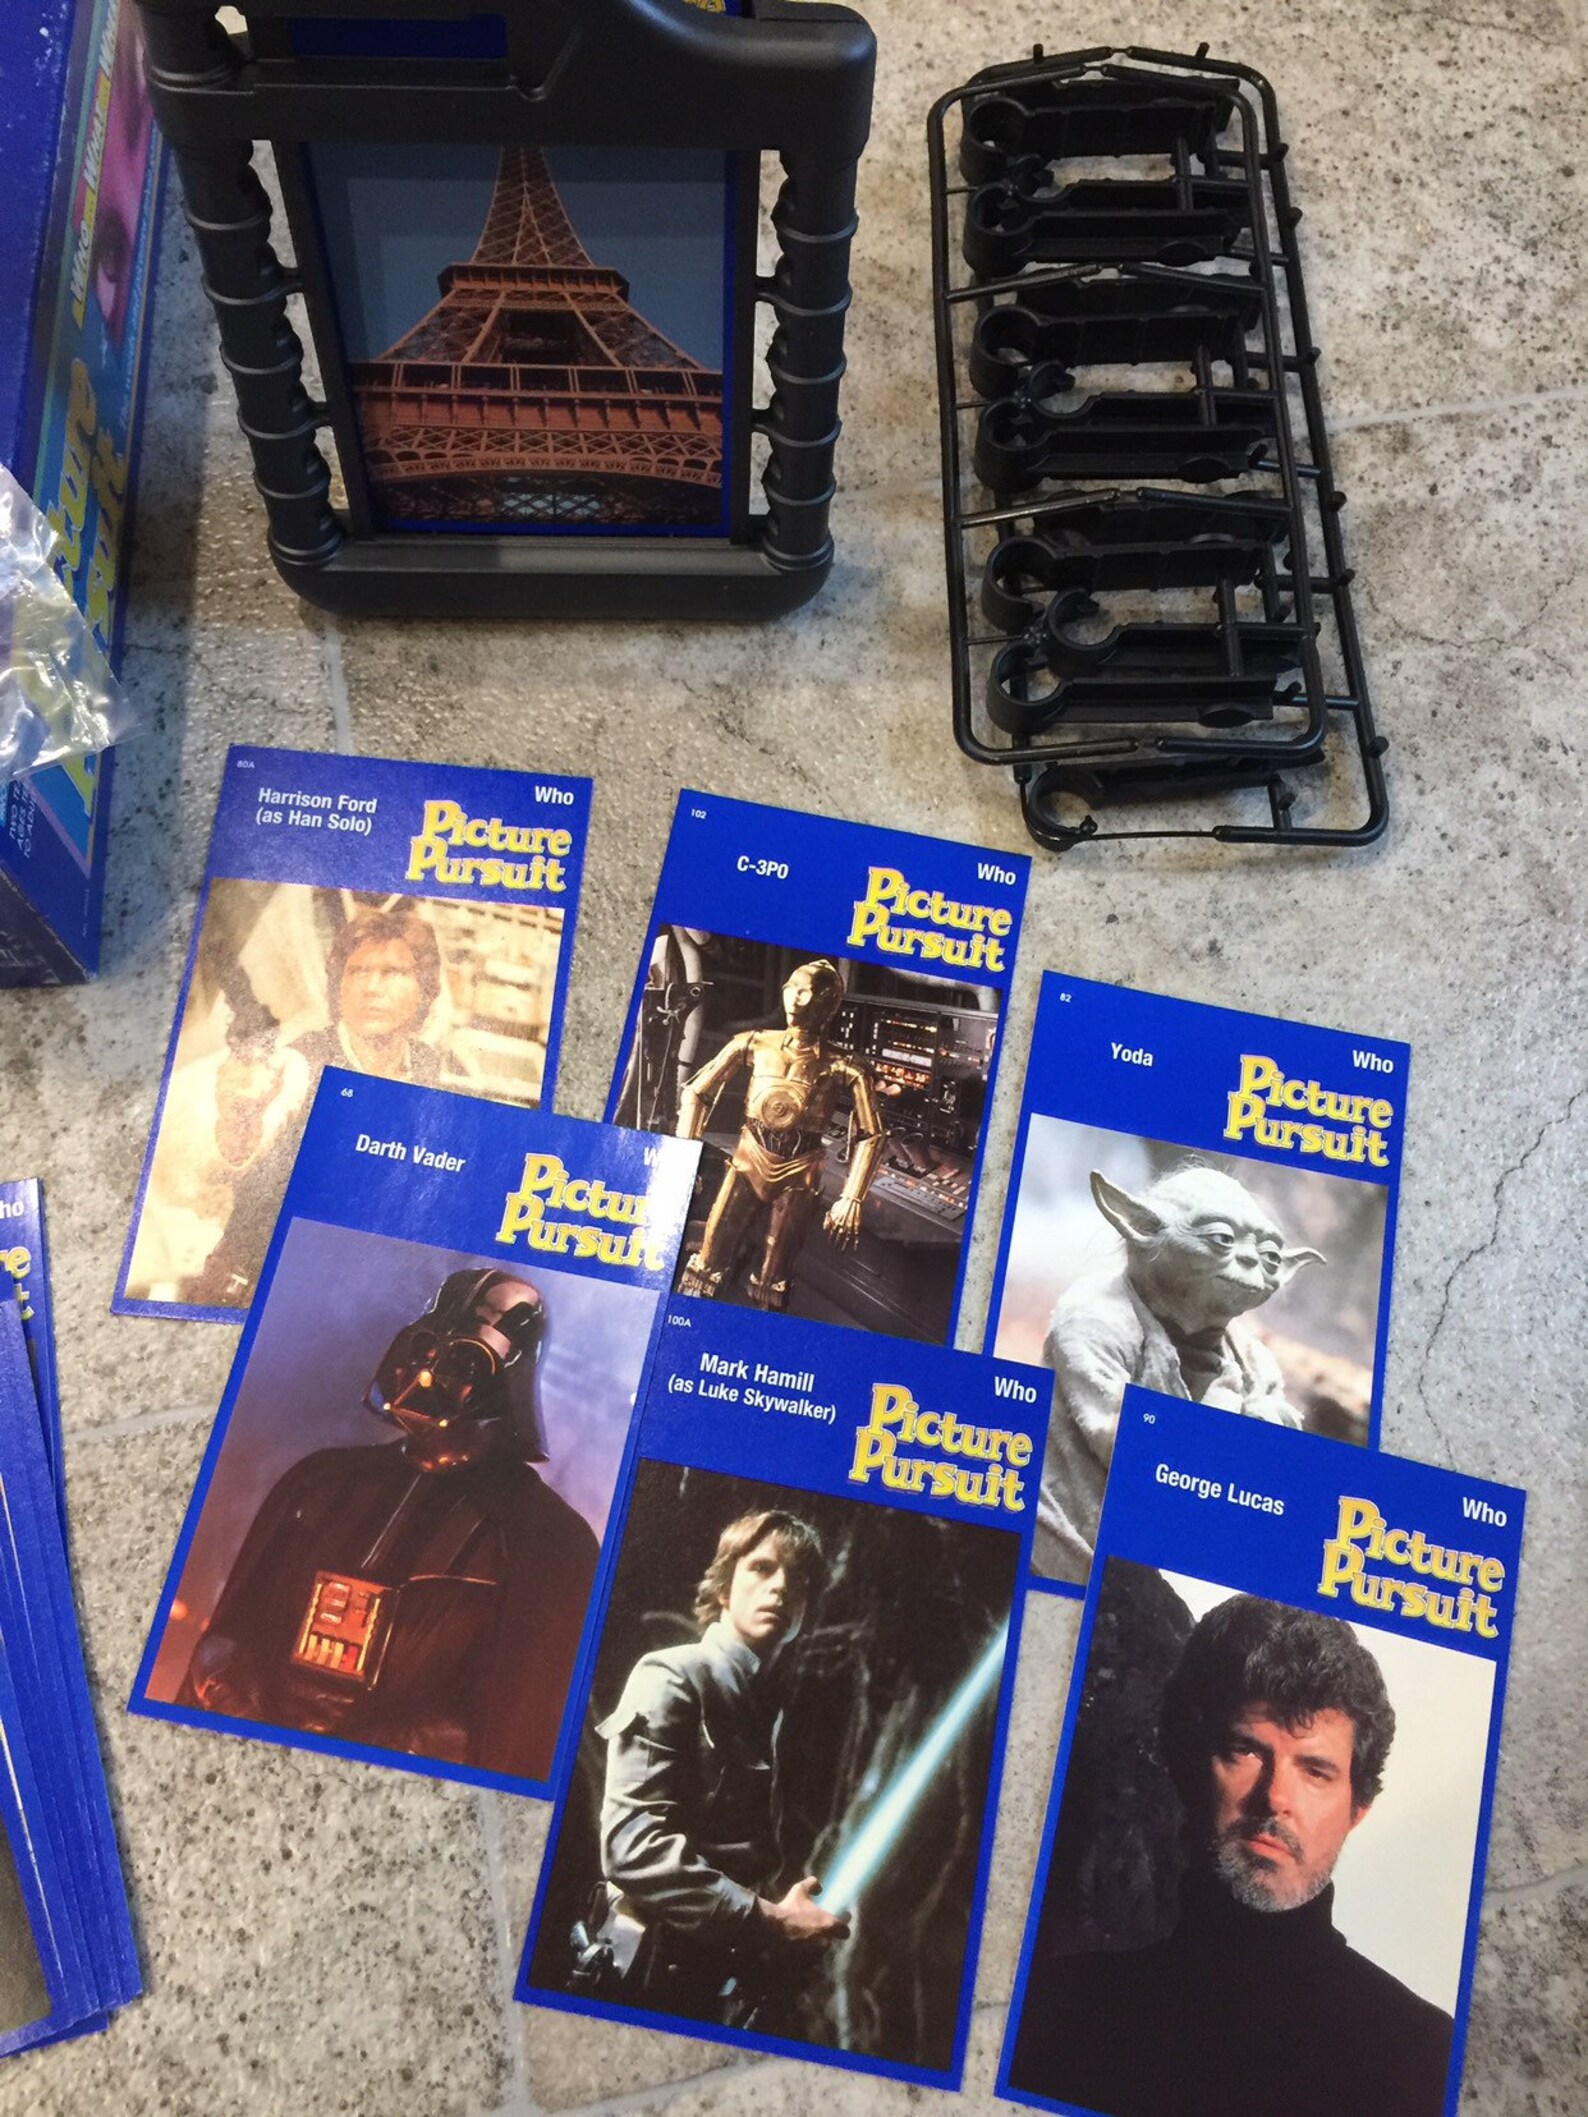 WHO WHAT
80A
Who
Harrison Ford
(as Han Solo)
Picture
Pursuit
102
Who
C-3PO
Picture
Pursuit
82
Who
Yoda
Picture
Pursuit
68
Darth Vader
Pursuit
100A
Who
Mark Hamill
(as Luke Skywalker)
Picture
Pursuit
90
Who
George Lucas
Picture
Pursuit